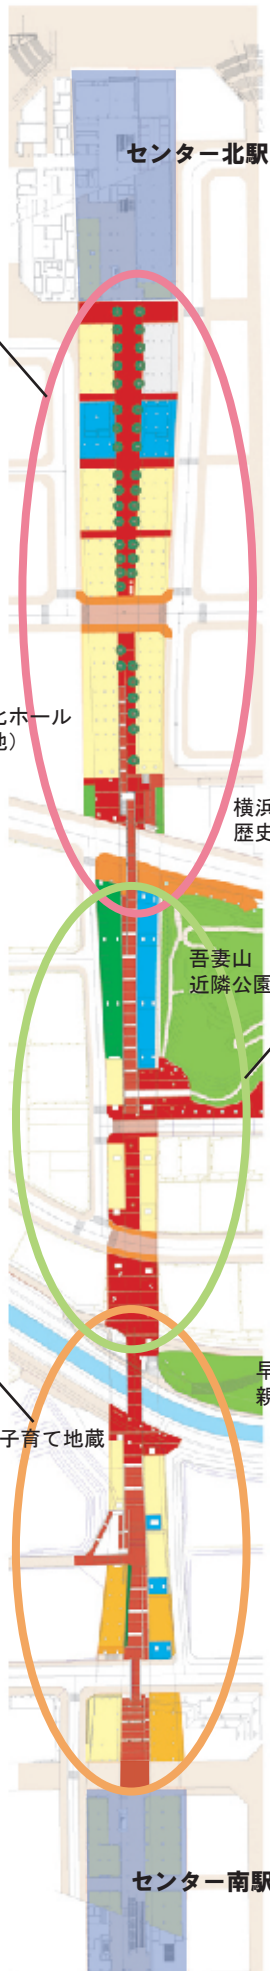 センター北駅
ホール
地）
横浜
歴史
吾妻山
近隣公園
早
親
子育て地蔵
センター南駅